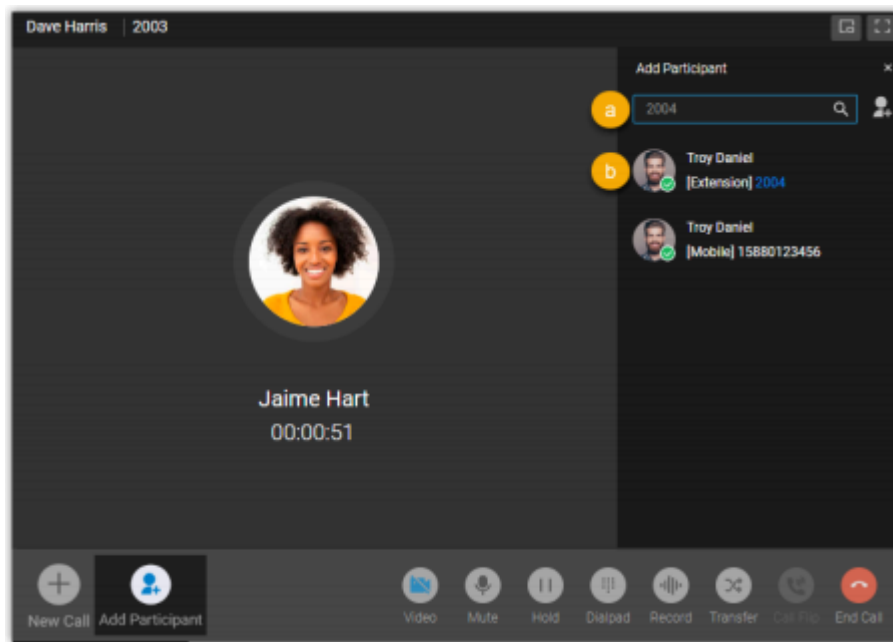 Dave Harris | 2003
Add Participant ×
a 2004
b Troy Daniel
[Extension] 2004
Troy Daniel
[Mobile] 15880123456
Jaime Hart
00:00:51
New Call Add Participant Video Mute Hold Dialpad Record Transfer Call Flip End Call